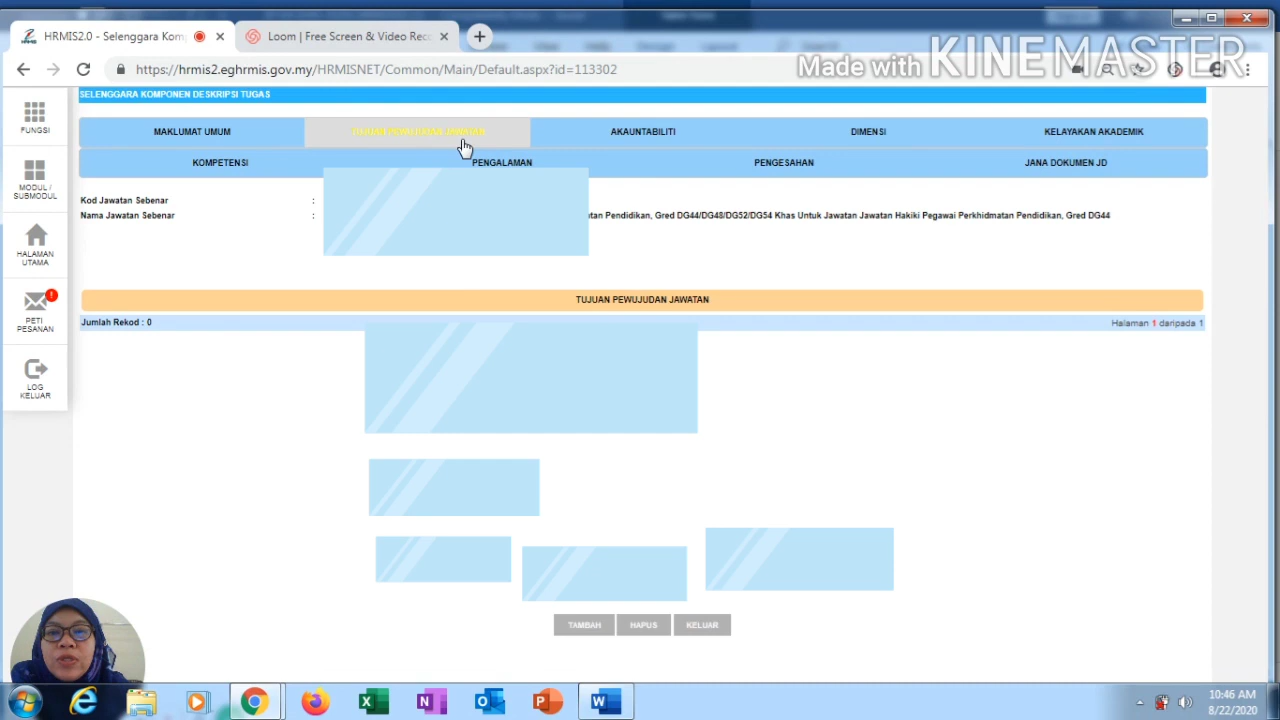 HRMIS2.0 - Selenggara Kom
Loom | Free Screen & Video Rec
https://hrmis2.eghrmis.gov.my/HRMISNET/Common/Main/Default.aspx?id=113302
Made with KINEMASTER
SELENGGARA KOMPONEN DESKRIPSI TUGAS
MAKLUMAT UMUM
TUJUAN PEWUJUDAN JAWATAN
AKAUNTABILITI
DIMENSI
KELAYAKAN AKADEMIK
KOMPETENSI
PENGALAMAN
PENGESAHAN
JANA DOKUMEN JD
FUNGSI
MODUL /
SUBMODUL
HALAMAN
UTAMA
PETI
PESANAN
LOG
KELUAR
Kod Jawatan Sebenar :
Nama Jawatan Sebenar : tan Pendidikan, Gred DG44/DG48/DG52/DG54 Khas Untuk Jawatan Jawatan Hakiki Pegawai Perkhidmatan Pendidikan, Gred DG44
TUJUAN PEWUJUDAN JAWATAN
Jumlah Rekod : 0
Halaman 1 daripada 1
TAMBAH
HAPUS
KELUAR
10:46 AM
8/22/2020